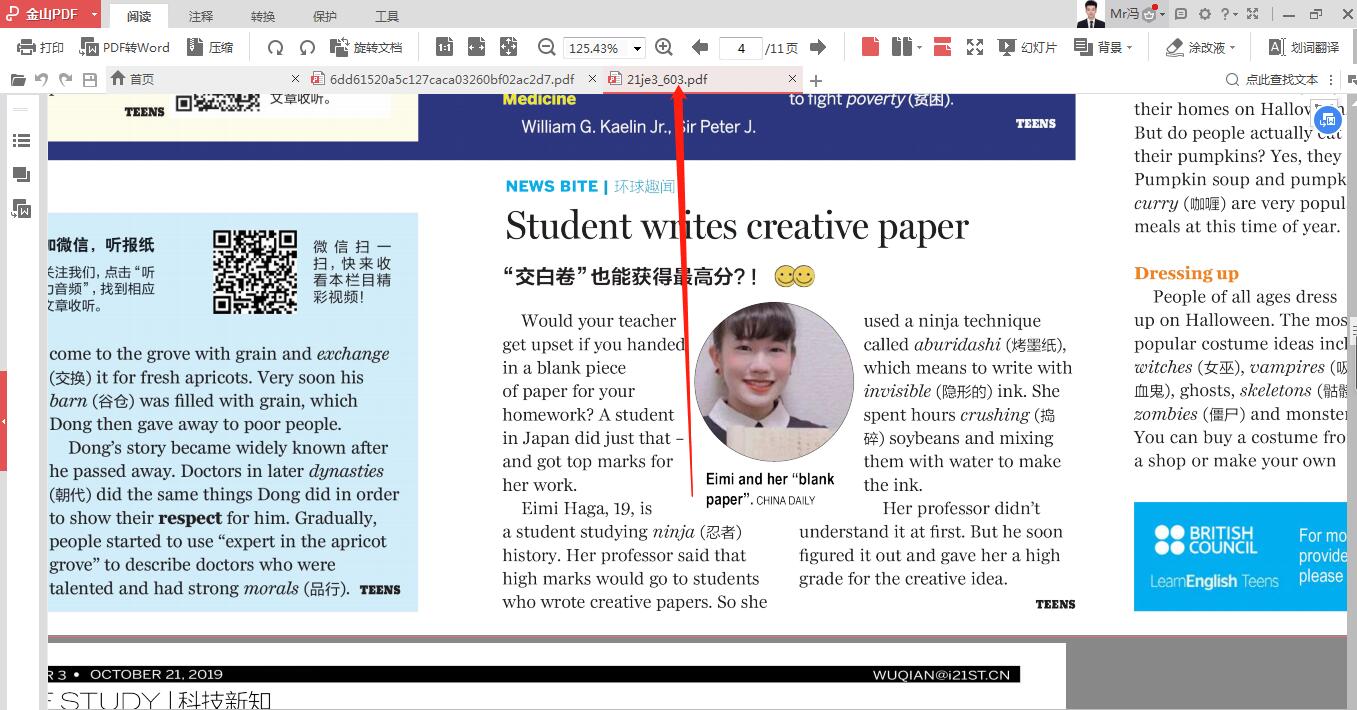 金山PDF
阅读
注释
转换
保护
工具
Mr冯
打印
PDF转Word
压缩
旋转文档
1:1
125.43%
4
/11页
幻灯片
背景
涂改液
划词翻译
首页
6dd61520a5c127caca03260bf02ac2d7.pdf
21je3_603.pdf
点此查找文本
TEENS
文章收听。
Medicine
William G. Kaelin Jr., Sir Peter J.
to fight poverty (贫困).
TEENS
加微信，听报纸
关注我们，点击“听
力音频”，找到相应
文章收听。
微信扫一
扫，快来收
看本栏目精
彩视频！
come to the grove with grain and exchange
(交换) it for fresh apricots. Very soon his
barn (谷仓) was filled with grain, which
Dong then gave away to poor people.
Dong’s story became widely known after
he passed away. Doctors in later dynasties
(朝代) did the same things Dong did in order
to show their respect for him. Gradually,
people started to use “expert in the apricot
grove” to describe doctors who were
talented and had strong morals (品行). TEENS
NEWS BITE | 环球趣闻
Student writes creative paper
“交白卷”也能获得最高分？！
Would your teacher
get upset if you handed
in a blank piece
of paper for your
homework? A student
in Japan did just that –
and got top marks for
her work.
Eimi Haga, 19, is
a student studying ninja (忍者)
history. Her professor said that
high marks would go to students
who wrote creative papers. So she
Eimi and her “blank
paper”. CHINA DAILY
used a ninja technique
called aburidashi (烤墨纸),
which means to write with
invisible (隐形的) ink. She
spent hours crushing (捣
碎) soybeans and mixing
them with water to make
the ink.
Her professor didn’t
understand it at first. But he soon
figured it out and gave her a high
grade for the creative idea.
TEENS
their homes on Halloween.
But do people actually eat
their pumpkins? Yes, they
Pumpkin soup and pumpk
curry (咖喱) are very popul
meals at this time of year.
Dressing up
People of all ages dress
up on Halloween. The mos
popular costume ideas incl
witches (女巫), vampires (吸
血鬼), ghosts, skeletons (骷髅
zombies (僵尸) and monster
You can buy a costume fro
a shop or make your own
BRITISH
COUNCIL
LearnEnglish Teens
For mo
provide
please
R 3 • OCTOBER 21, 2019
WUQIAN@i21ST.CN
E STUDY | 科技新知